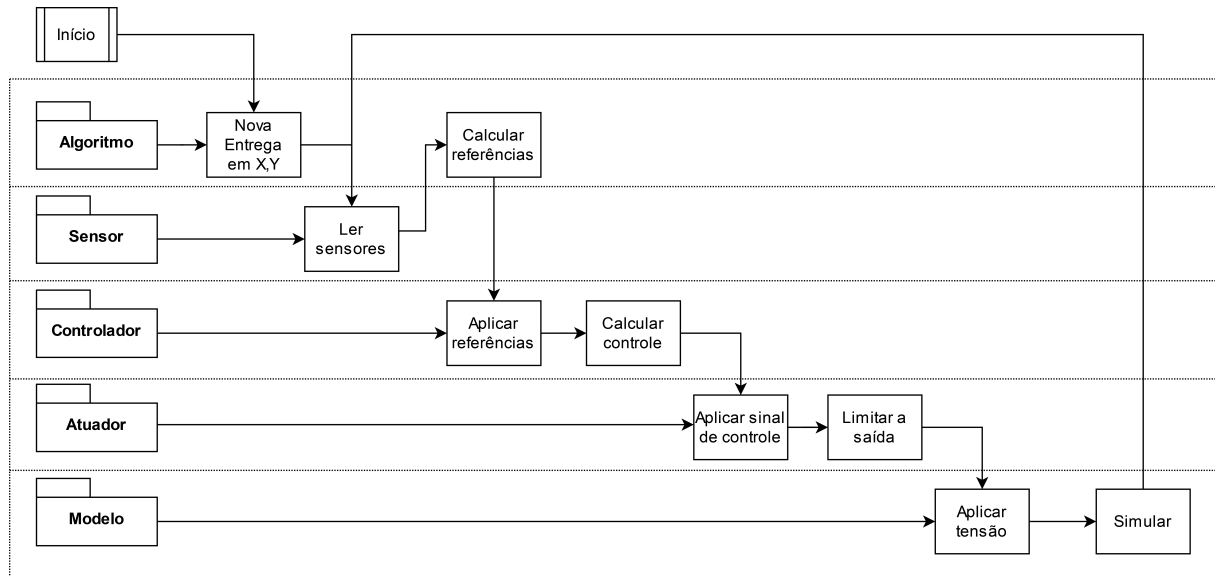 Início
Algoritmo
Nova
Entrega
em X,Y
Calcular
referências
Sensor
Ler
sensores
Controlador
Aplicar
referências
Calcular
controle
Atuador
Aplicar sinal
de controle
Limitar a
saída
Modelo
Aplicar
tensão
Simular